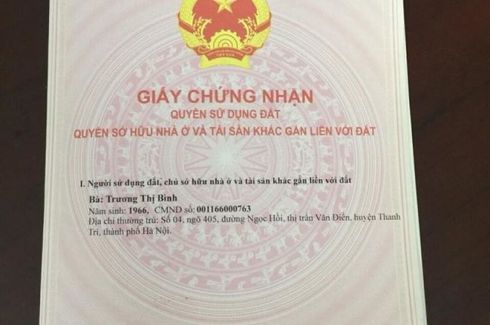 GIẤY CHỨNG NHẬN
QUYỀN SỬ DỤNG ĐẤT
QUYỀN SỞ HỮU NHÀ Ở VÀ TÀI SẢN KHÁC GẮN LIỀN VỚI ĐẤT
I. Người sử dụng đất, chủ sở hữu nhà ở và tài sản khác gắn liền với đất
Bà: Trương Thị Bình
Năm sinh: 1966, CMND số: 001166000763
Địa chỉ thường trú: Số 04, ngõ 405, đường Ngọc Hồi, thị trấn Văn Điển, huyện Thanh
Trì, thành phố Hà Nội.